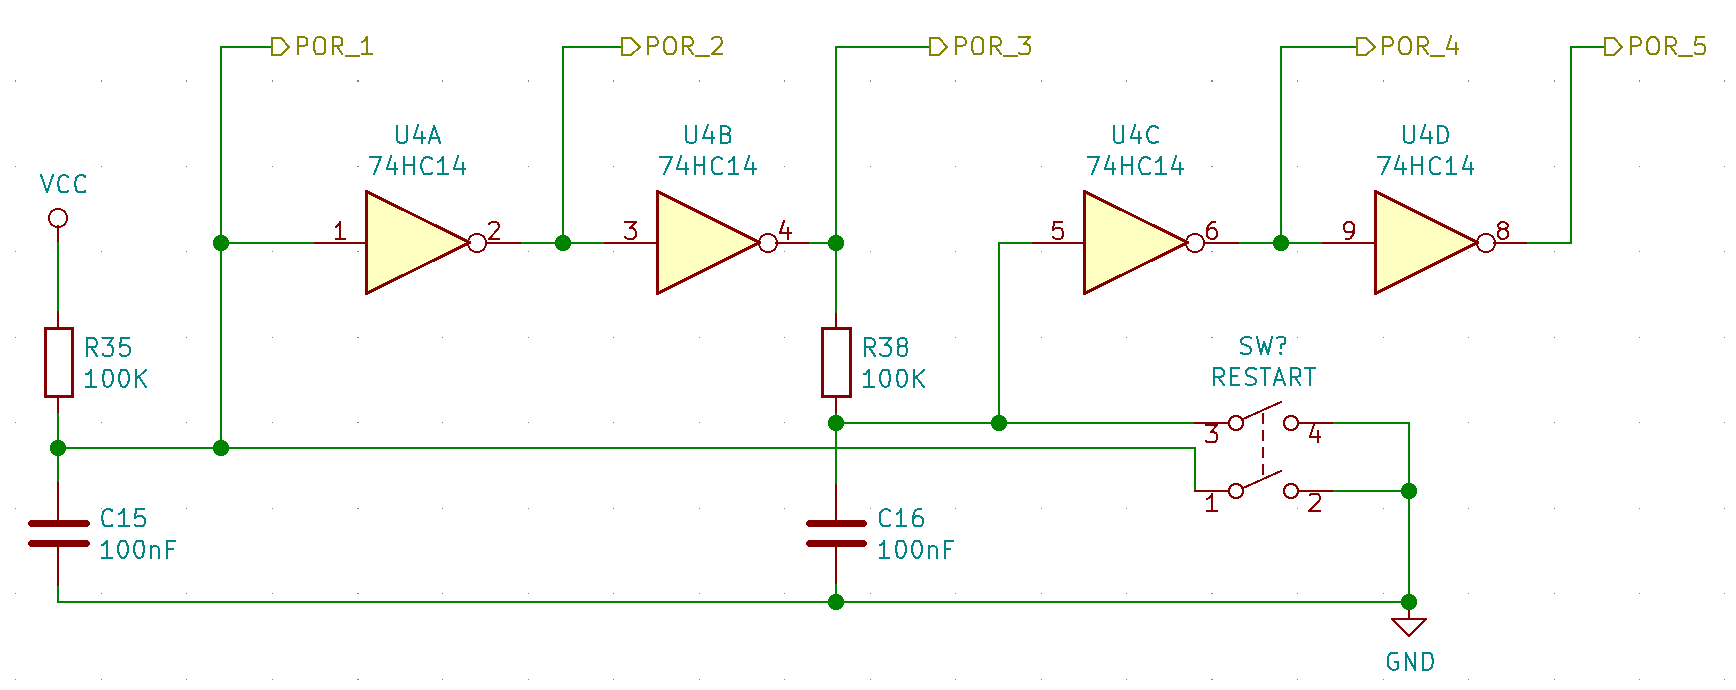 POR_1
POR_2
POR_3
POR_4
POR_5
U4A
74HC14
U4B
74HC14
U4C
74HC14
U4D
74HC14
VCC
1
2
3
4
5
6
9
8
R35
100K
R38
100K
SW?
RESTART
3
4
1
2
C15
100nF
C16
100nF
GND